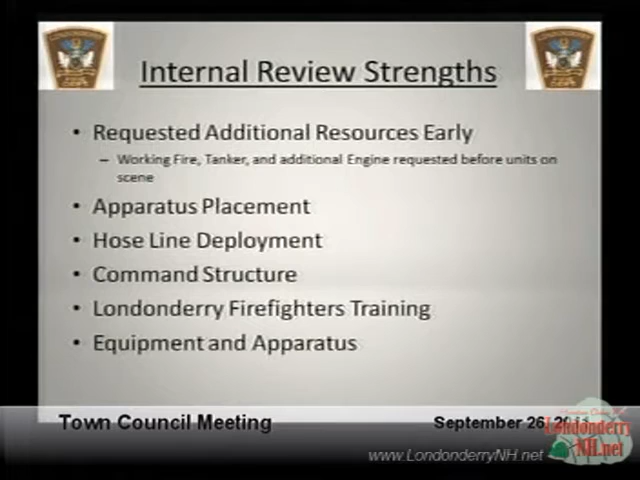 Internal Review Strengths
• Requested Additional Resources Early
– Working Fire, Tanker, and additional Engine requested before units on
scene
• Apparatus Placement
• Hose Line Deployment
• Command Structure
• Londonderry Firefighters Training
• Equipment and Apparatus
Town Council Meeting
September 26, 
Londonderry
NH.net
www.LondonderryNH.net